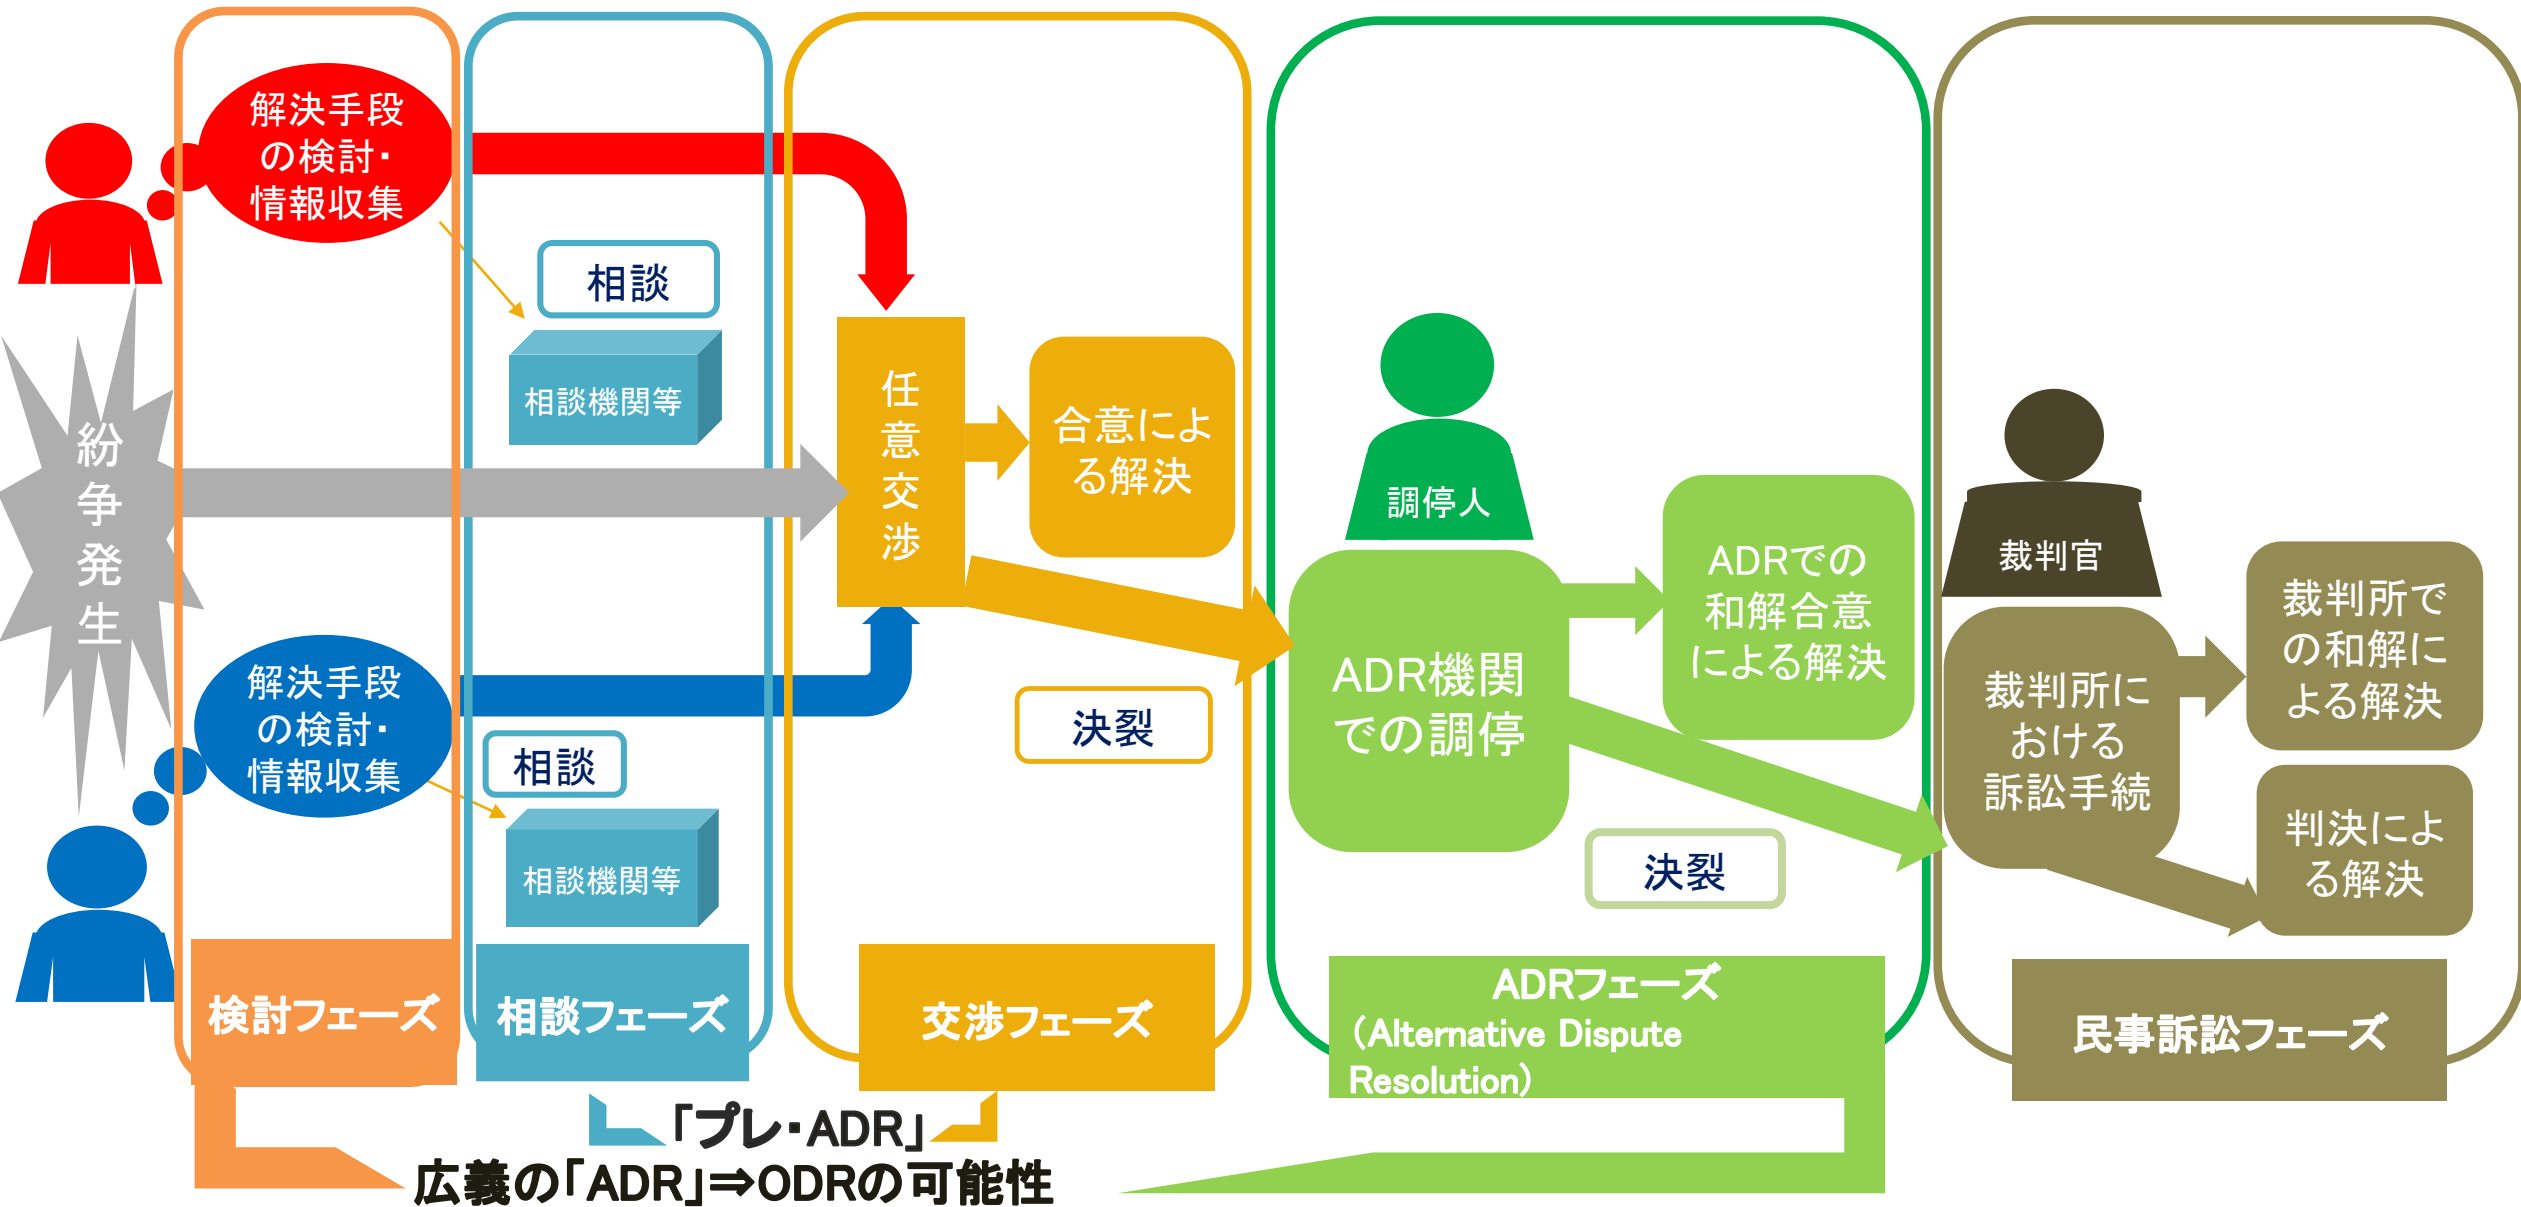 解決手段
の検討・
情報収集
相談
相談機関等
紛
争
発
生
解決手段
の検討・
情報収集
相談
相談機関等
任
意
交
渉
合意によ
る解決
決裂
調停人
ADR機関
での調停
ADRでの
和解合意
による解決
決裂
裁判官
裁判所に
おける
訴訟手続
裁判所で
の和解に
よる解決
判決によ
る解決
検討フェーズ
相談フェーズ
交渉フェーズ
ADRフェーズ
（Alternative Dispute
Resolution）
民事訴訟フェーズ
「プレ・ADR」
広義の「ADR」⇒ODRの可能性